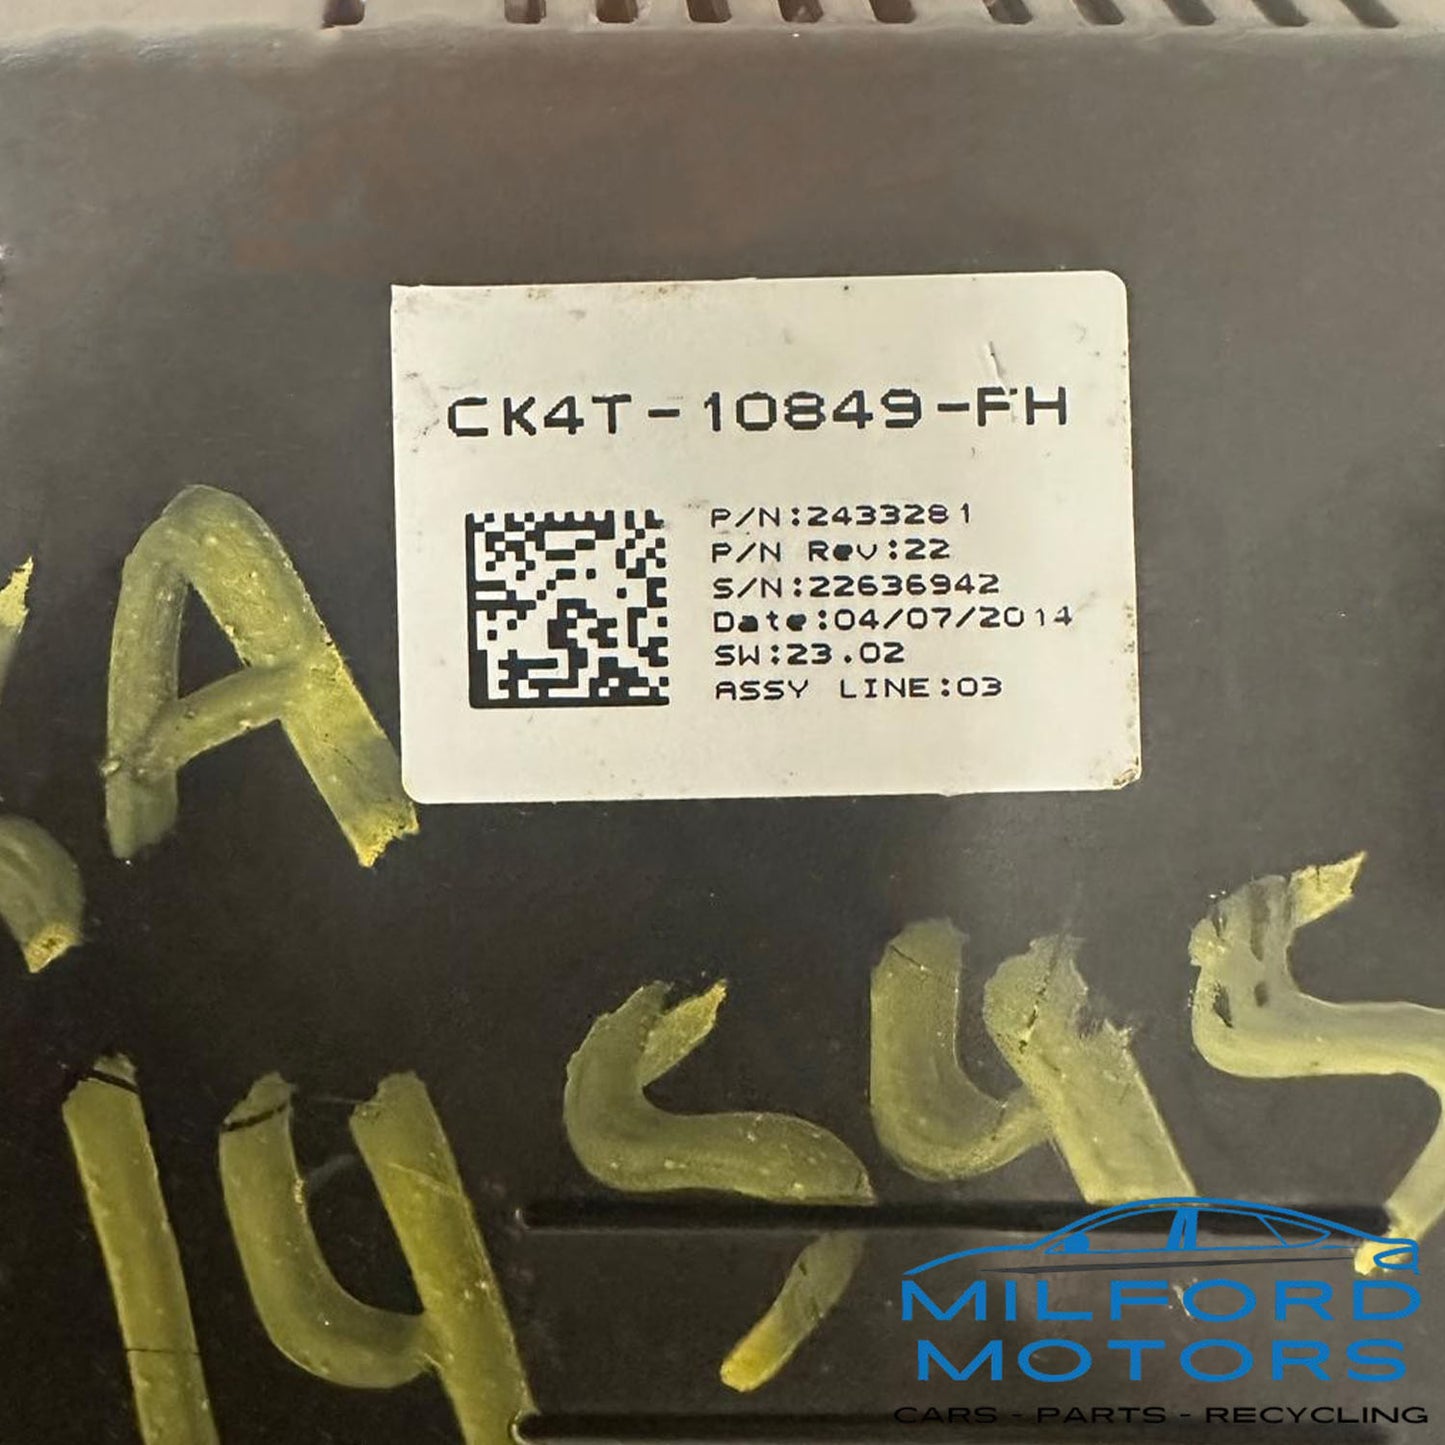 CK4T-10849-FH
P/N:2433281
P/N Rev:22
S/N:22636942
Date:04/07/2014
SW:23.02
ASSY LINE:03
A
14545
MILFORD
MOTORS
CARS - PARTS - RECYCLING